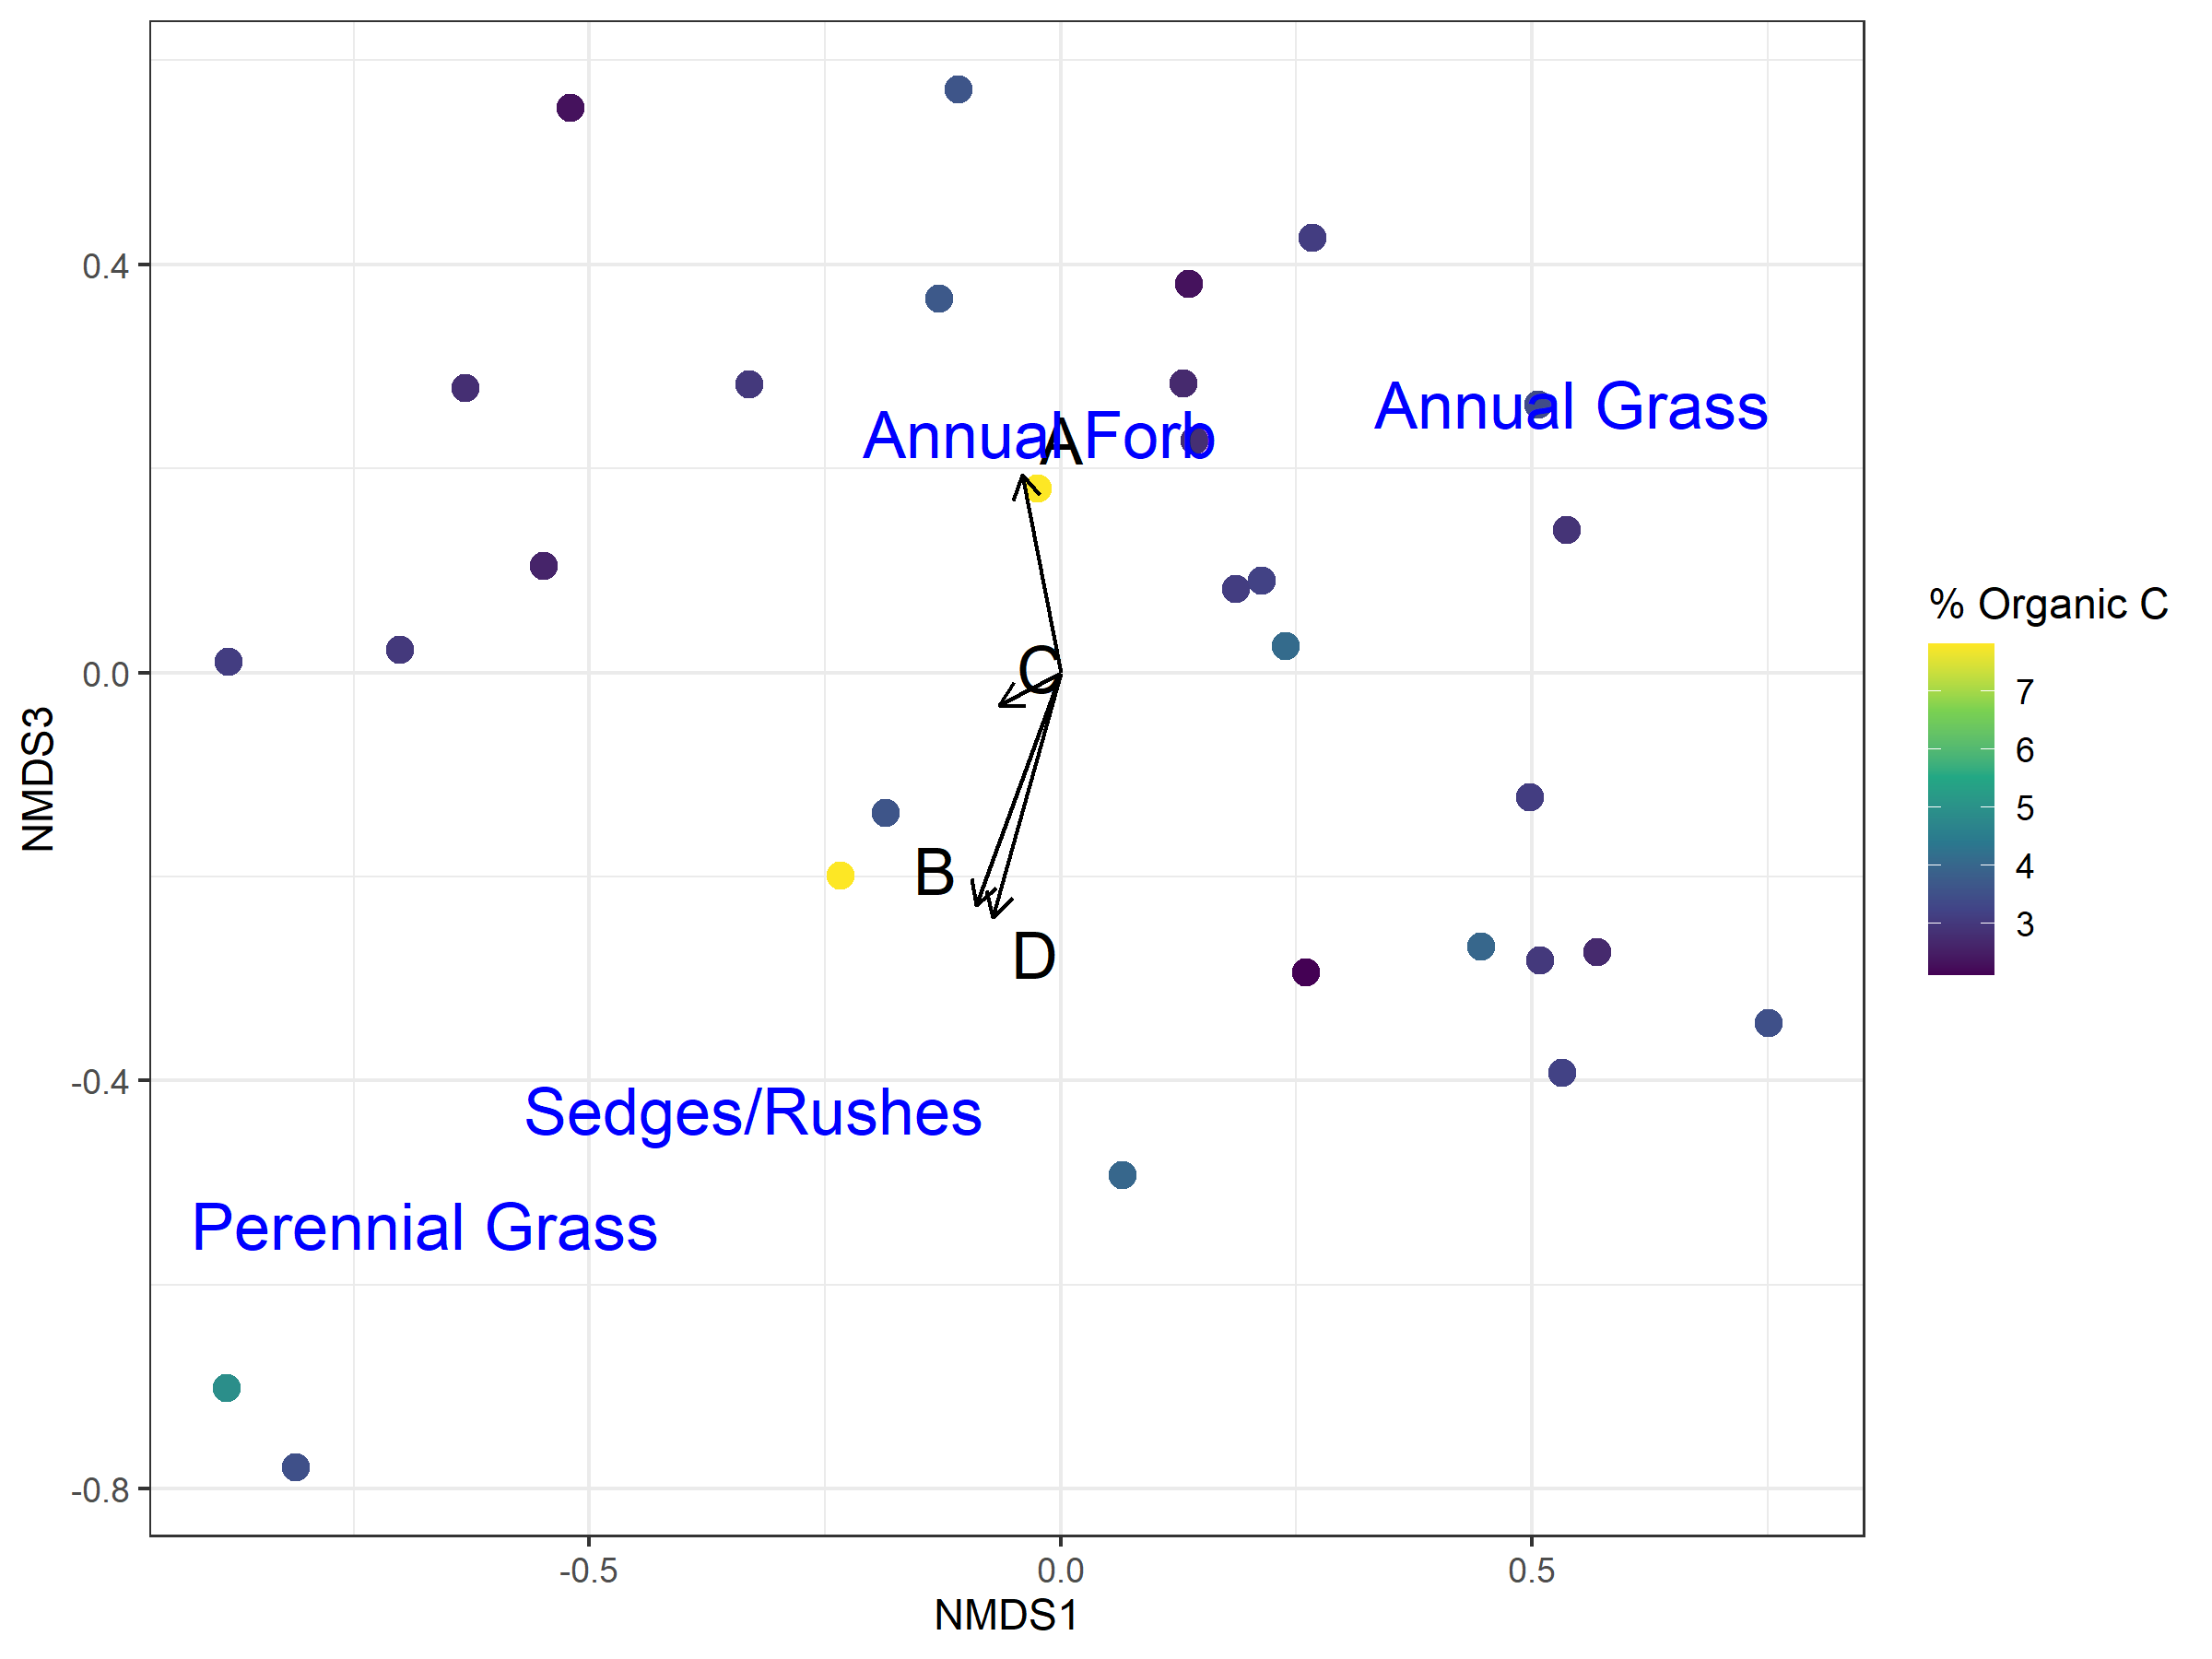 Annual Grass
Annual Forb
A
C
B
D
Sedges/Rushes
Perennial Grass
0.4
0.0
-0.4
-0.8
NMDS3
-0.5
0.0
0.5
NMDS1
% Organic C
7
6
5
4
3